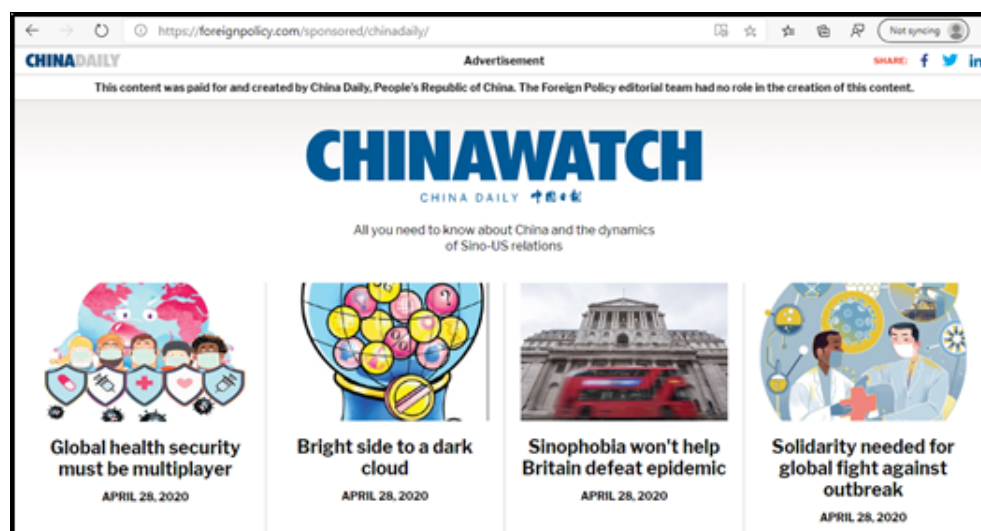 https://foreignpolicy.com/sponsored/chinadaily/
Not syncing
CHINADAILY
Advertisement
SHARE:
This content was paid for and created by China Daily, People's Republic of China. The Foreign Policy editorial team had no role in the creation of this content.
CHINAWATCH
CHINA DAILY 中国日报
All you need to know about China and the dynamics
of Sino-US relations
Global health security
must be multiplayer
APRIL 28, 2020
Bright side to a dark
cloud
APRIL 28, 2020
Sinophobia won't help
Britain defeat epidemic
APRIL 28, 2020
Solidarity needed for
global fight against
outbreak
APRIL 28, 2020